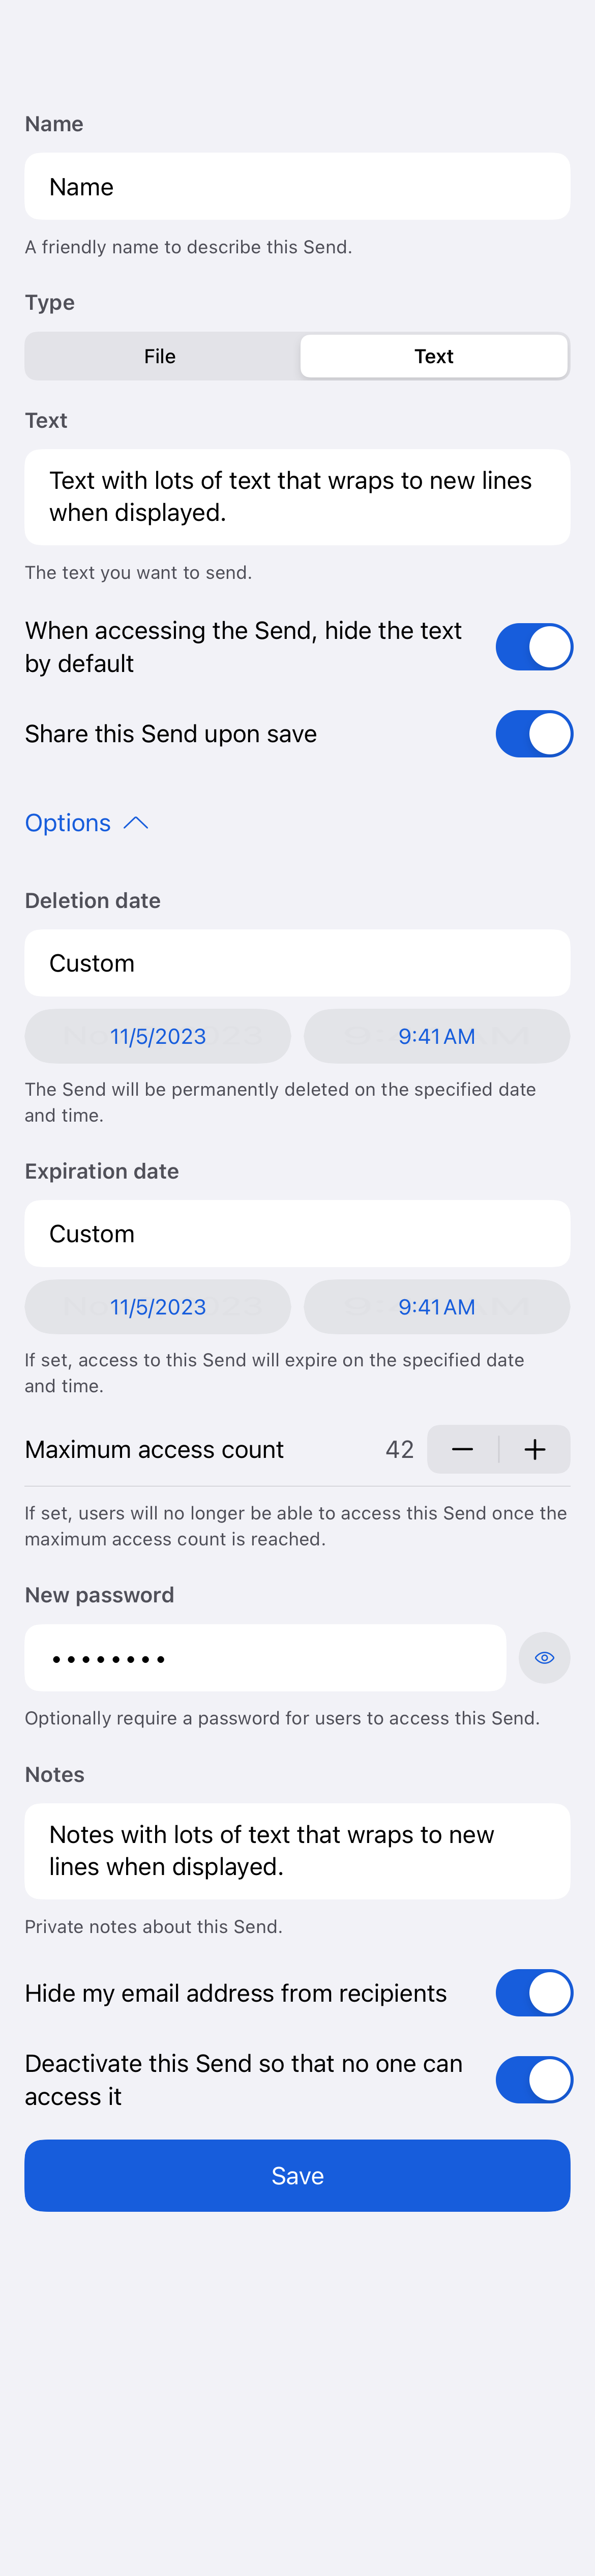 Name
Name
A friendly name to describe this Send.
Type
File
Text
Text
Text with lots of text that wraps to new lines
when displayed.
The text you want to send.
When accessing the Send, hide the text
by default
Share this Send upon save
Options
Deletion date
Custom
11/5/2023
9:41 AM
The Send will be permanently deleted on the specified date
and time.
Expiration date
Custom
11/5/2023
9:41 AM
If set, access to this Send will expire on the specified date
and time.
Maximum access count
42
If set, users will no longer be able to access this Send once the
maximum access count is reached.
New password
••••••••
Optionally require a password for users to access this Send.
Notes
Notes with lots of text that wraps to new
lines when displayed.
Private notes about this Send.
Hide my email address from recipients
Deactivate this Send so that no one can
access it
Save